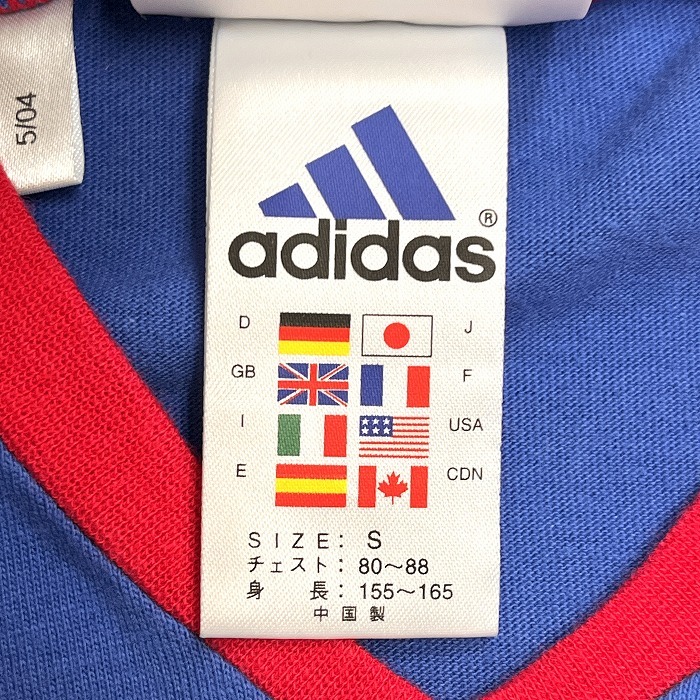 5/04
adidas®
D J
GB F
I USA
E CDN
SIZE: S
チェスト: 80～88
身 長: 155～165
中国製